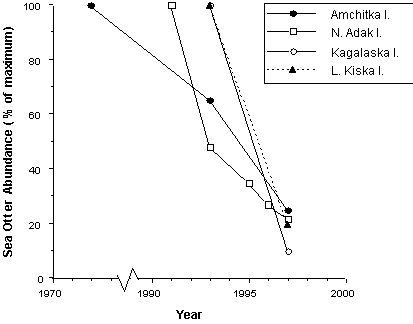 100
80
60
40
20
0
1970
1990
1995
2000
Sea Otter Abundance (% of maximum)
Year
Amchitka I.
N. Adak I.
Kagalaska I.
L. Kiska I.